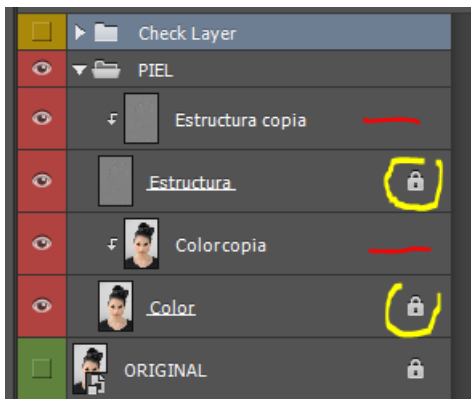 Check Layer
PIEL
Estructura copia
Estructura
Colorcopia
Color
ORIGINAL